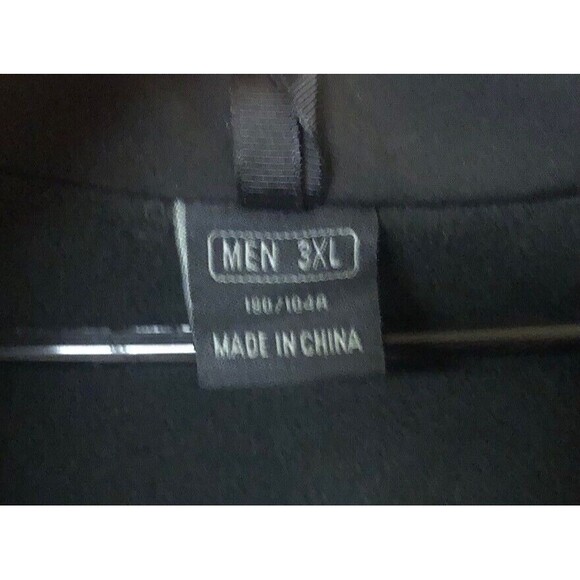 MEN 3XL
190/104A
MADE IN CHINA